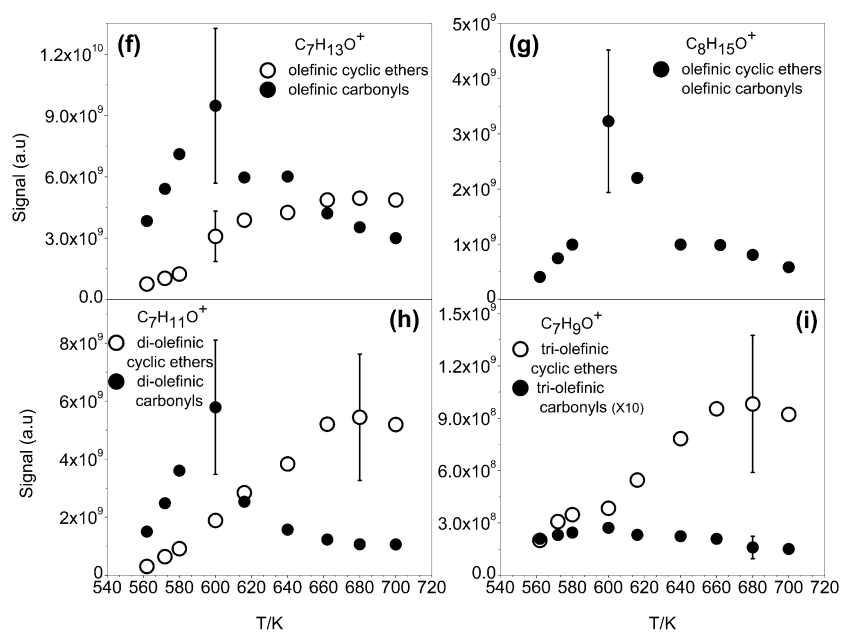 (f)
C7H13O+
olefinic cyclic ethers
olefinic carbonyls
Signal (a.u)
1.2x10^10
9.0x10^9
6.0x10^9
3.0x10^9
0.0
(g)
C8H15O+
olefinic cyclic ethers
olefinic carbonyls
5x10^9
4x10^9
3x10^9
2x10^9
1x10^9
0
(h)
C7H11O+
di-olefinic
cyclic ethers
di-olefinic
carbonyls
Signal (a.u)
8x10^9
6x10^9
4x10^9
2x10^9
0
540 560 580 600 620 640 660 680 700 720
T/K
(i)
C7H9O+
tri-olefinic
cyclic ethers
tri-olefinic
carbonyls (X10)
1.5x10^9
1.2x10^9
9.0x10^8
6.0x10^8
3.0x10^8
0.0
540 560 580 600 620 640 660 680 700 720
T/K